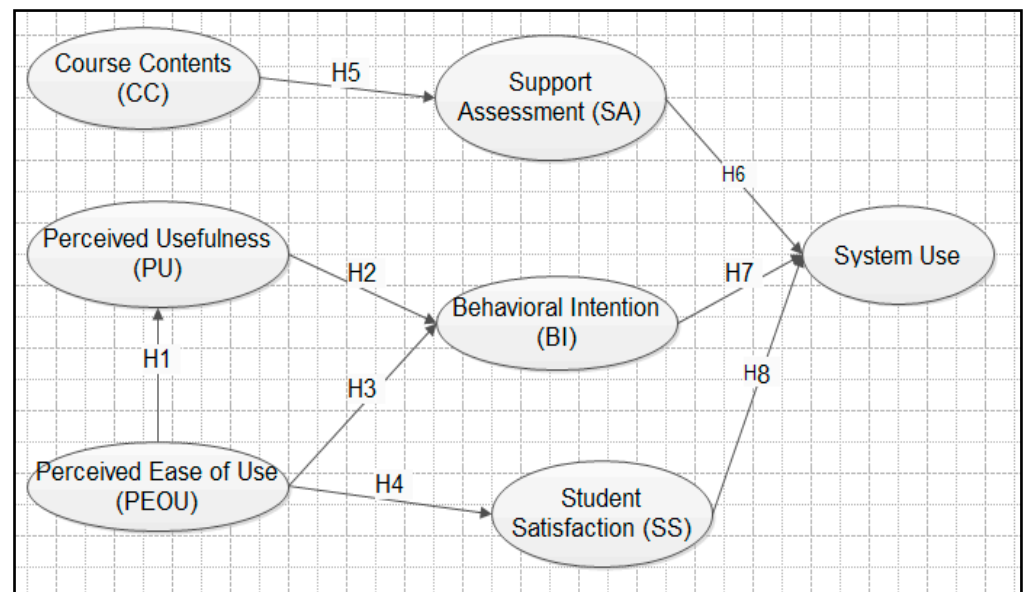 Course Contents
(CC)
H5
Support
Assessment (SA)
H6
Perceived Usefulness
(PU)
H2
System Use
H7
Behavioral Intention
(BI)
H1
H3
H8
Perceived Ease of Use
(PEOU)
H4
Student
Satisfaction (SS)